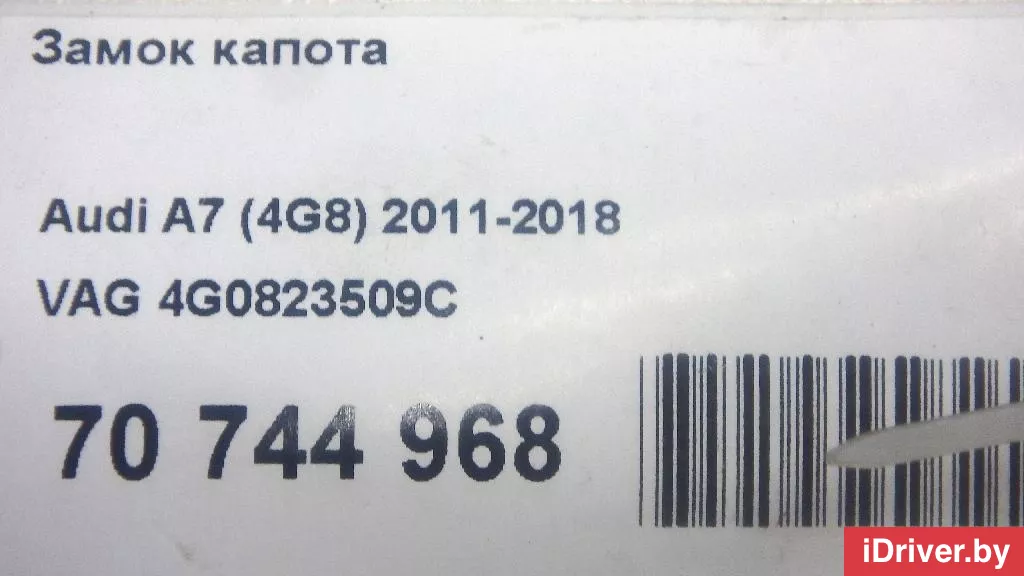 Замок капота
Audi A7 (4G8) 2011-2018
VAG 4G0823509C
70 744 968
iDriver.by